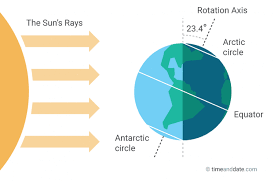 The Sun's Rays
Rotation Axis
23.4°
Arctic
circle
Equator
Antarctic
circle
© timeanddate.com